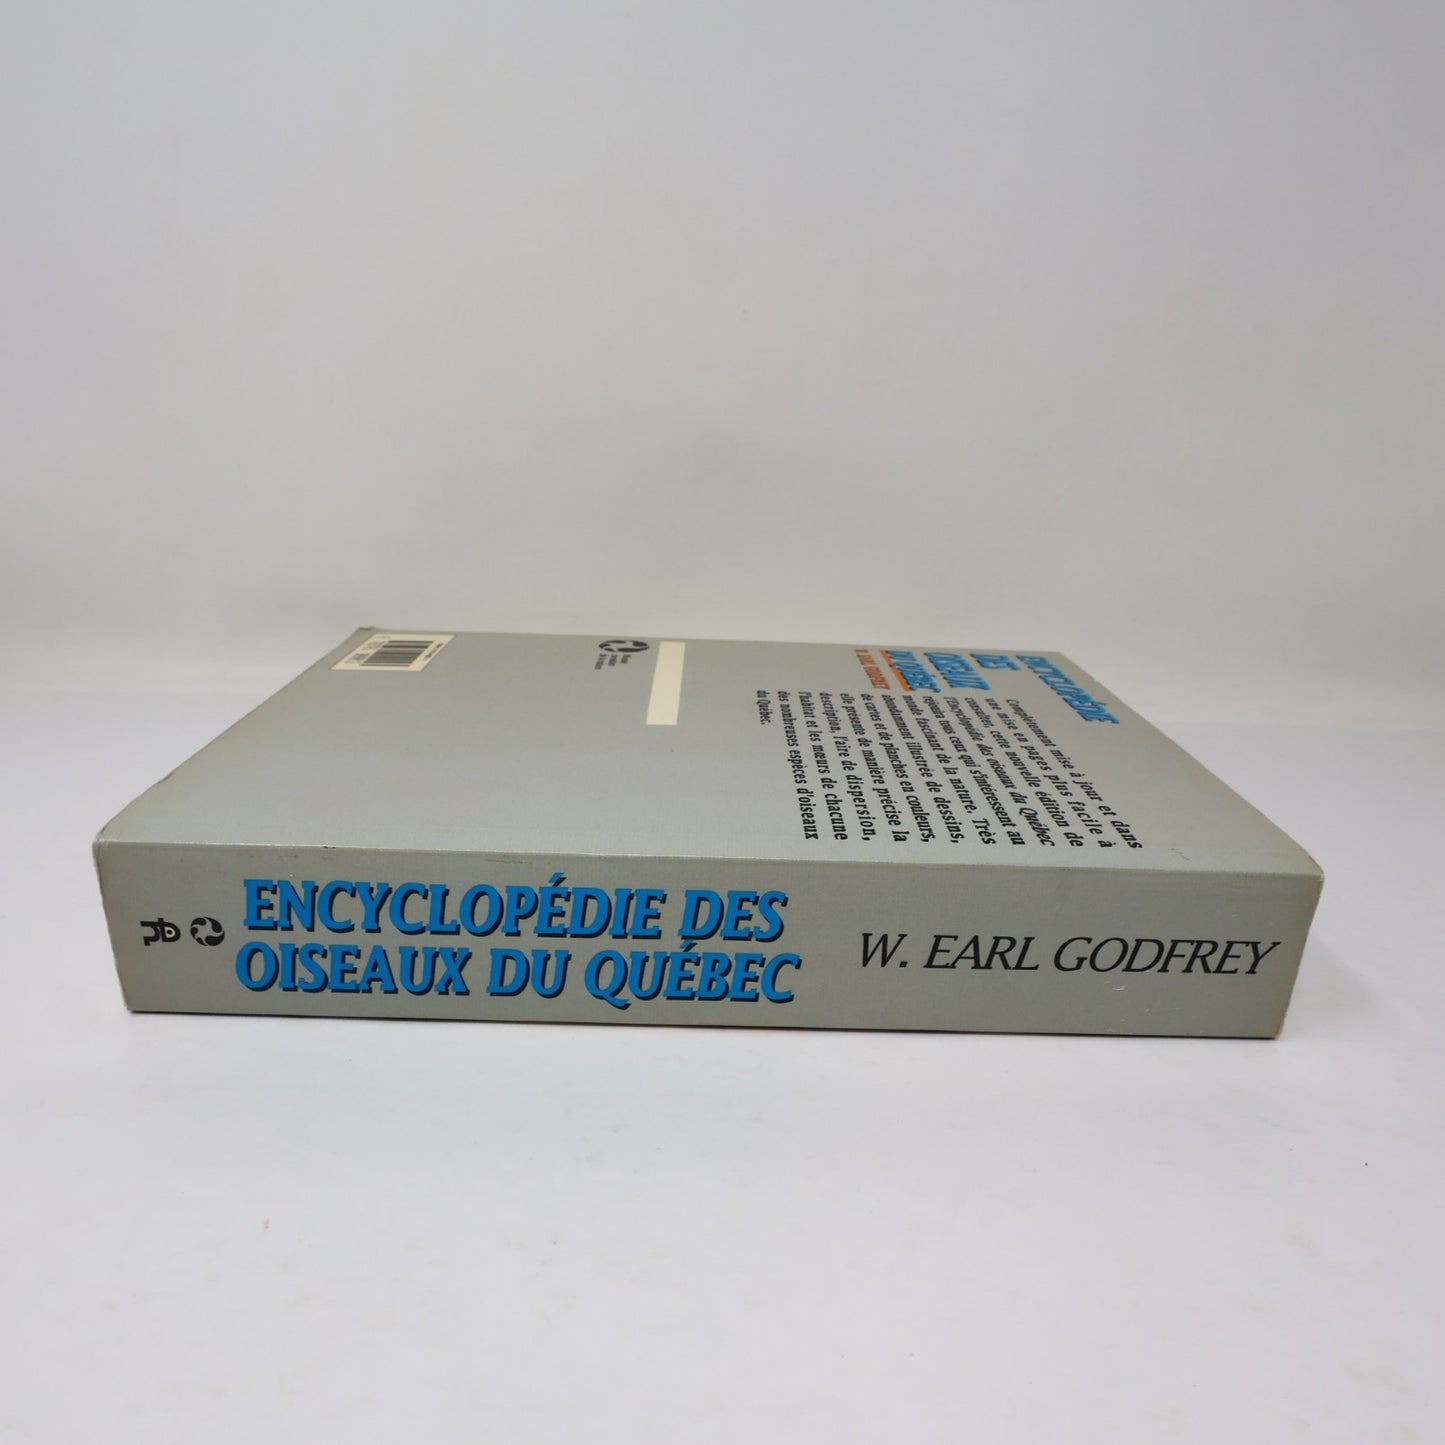 ENCYCLOPÉDIE DES
OISEAUX DU QUÉBEC
W. EARL GODFREY
ENCYCLOPÉDIE
DES
OISEAUX
DU QUÉBEC
W. EARL GODFREY
Complètement mise à jour et dans
une mise en pages plus facile à
consulter, cette nouvelle édition de
l'Encyclopédie des oiseaux du Québec
rejoindra tous ceux qui s'intéressent au
monde fascinant de la nature. Très
abondamment illustrée de dessins,
de cartes et de planches en couleurs,
elle présente de manière précise la
description, l'aire de dispersion,
l'habitat et les mœurs de chacune
des nombreuses espèces d'oiseaux
du Québec.